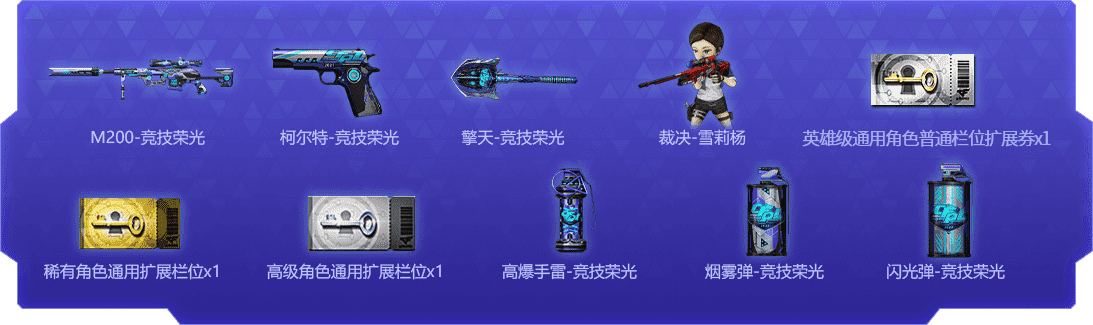 M200-竞技荣光
柯尔特-竞技荣光
擎天-竞技荣光
裁决-雪莉杨
英雄级通用角色普通栏位扩展券x1
稀有角色通用扩展栏位x1
高级角色通用扩展栏位x1
高爆手雷-竞技荣光
烟雾弹-竞技荣光
闪光弹-竞技荣光